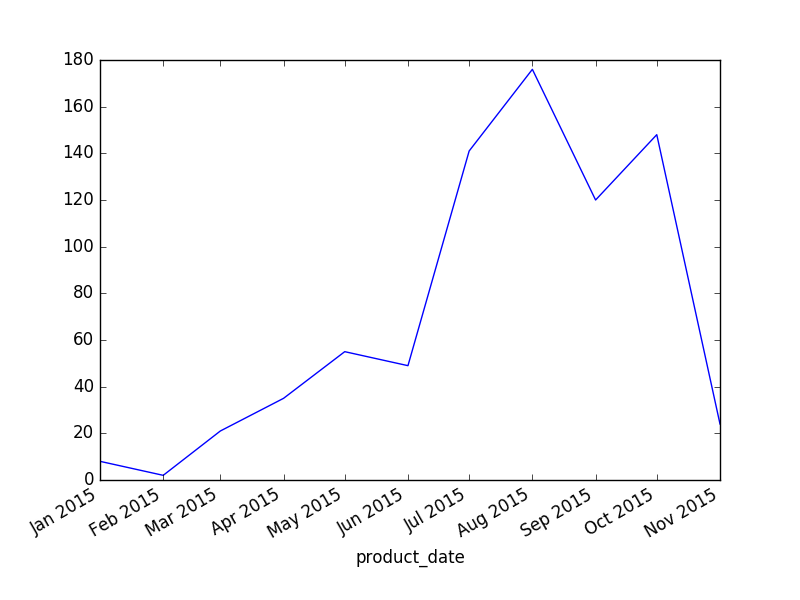 180
160
140
120
100
80
60
40
20
0
Jan 2015
Feb 2015
Mar 2015
Apr 2015
May 2015
Jun 2015
Jul 2015
Aug 2015
Sep 2015
Oct 2015
Nov 2015
product_date